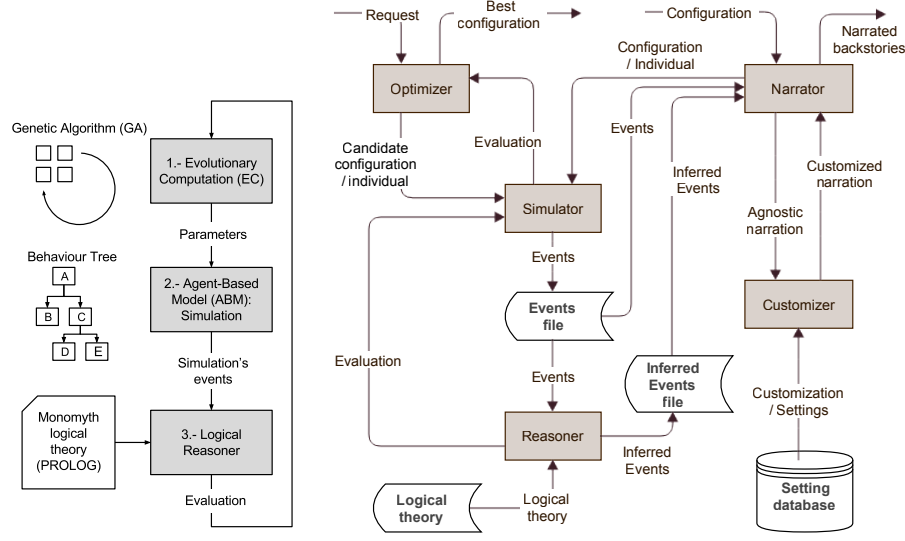 Genetic Algorithm (GA)
1.- Evolutionary
Computation (EC)
Parameters
Behaviour Tree
A
B
C
D
E
2.- Agent-Based
Model (ABM):
Simulation
Simulation's
events
Monomyth
logical
theory
(PROLOG)
3.- Logical
Reasoner
Evaluation
Request
Best
configuration
Optimizer
Candidate
configuration
/ individual
Evaluation
Simulator
Configuration
/ Individual
Configuration
Narrated
backstories
Narrator
Events
Inferred
Events
Agnostic
narration
Customized
narration
Customizer
Events
Events
file
Evaluation
Events
Inferred
Events
file
Reasoner
Inferred
Events
Logical
theory
Logical
theory
Customization
/ Settings
Setting
database